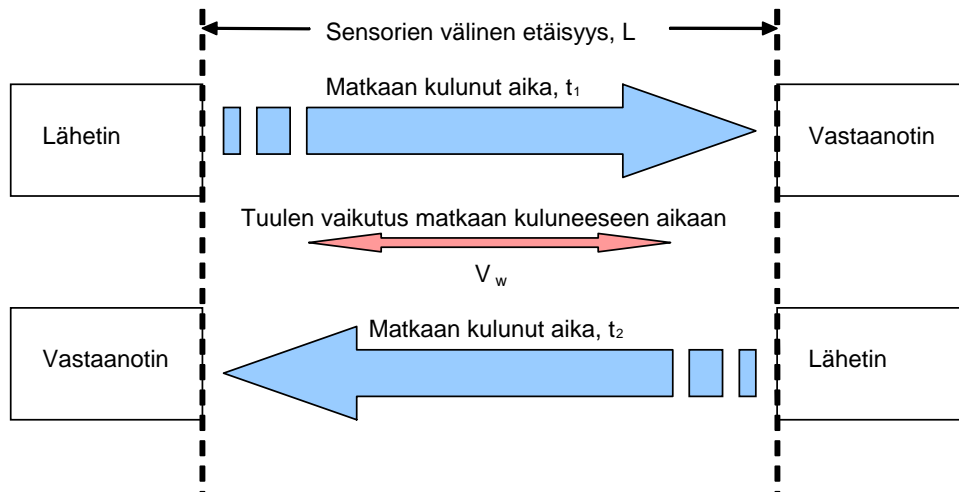 Sensorien välinen etäisyys, L
Matkaan kulunut aika, t₁
Lähetin
Vastaanotin
Tuulen vaikutus matkaan kuluneeseen aikaan
V w
Matkaan kulunut aika, t₂
Vastaanotin
Lähetin